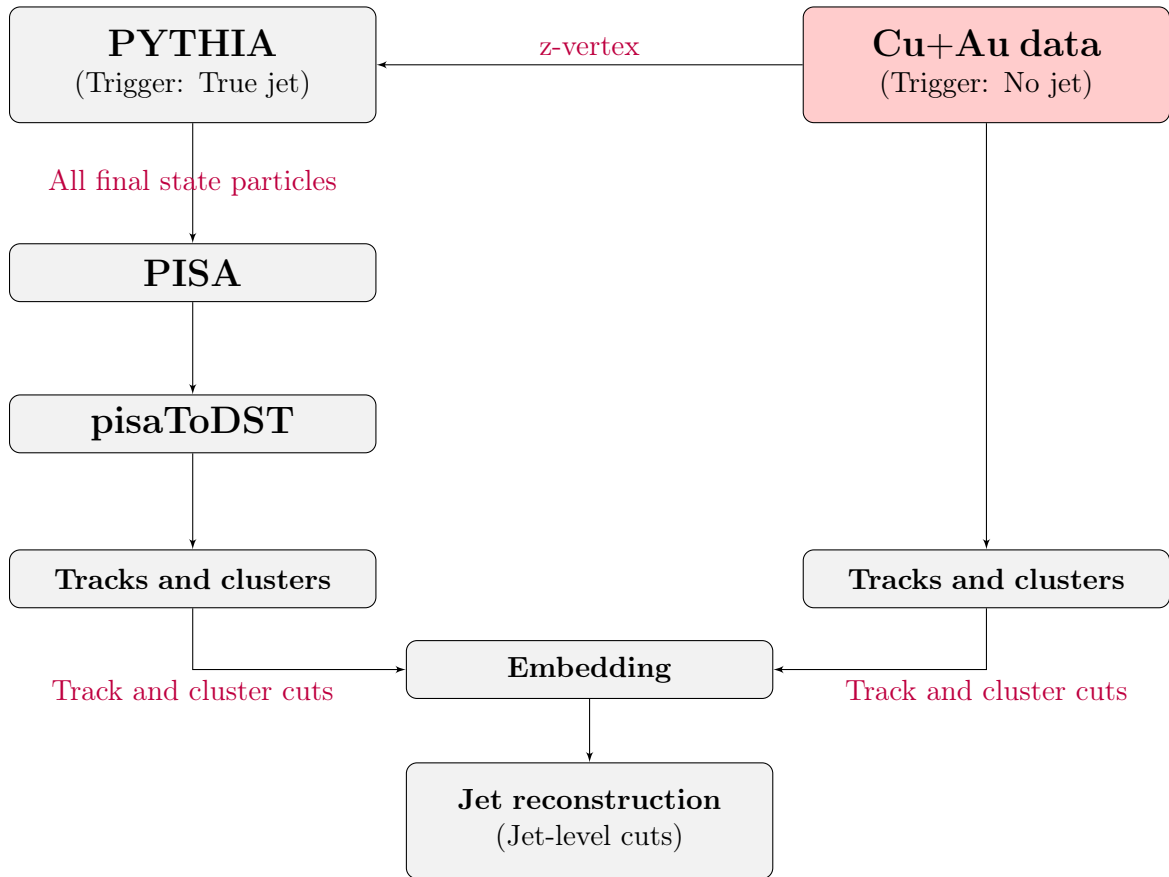 PYTHIA
(Trigger: True jet)
z-vertex
Cu+Au data
(Trigger: No jet)
All final state particles
PISA
pisaToDST
Tracks and clusters
Tracks and clusters
Embedding
Track and cluster cuts
Track and cluster cuts
Jet reconstruction
(Jet-level cuts)